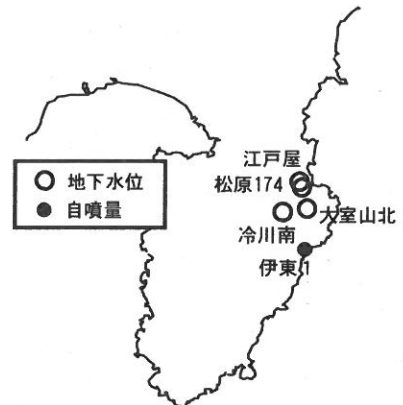 江戸屋
松原174
大室山北
冷川南
伊東1
地下水位
自噴量